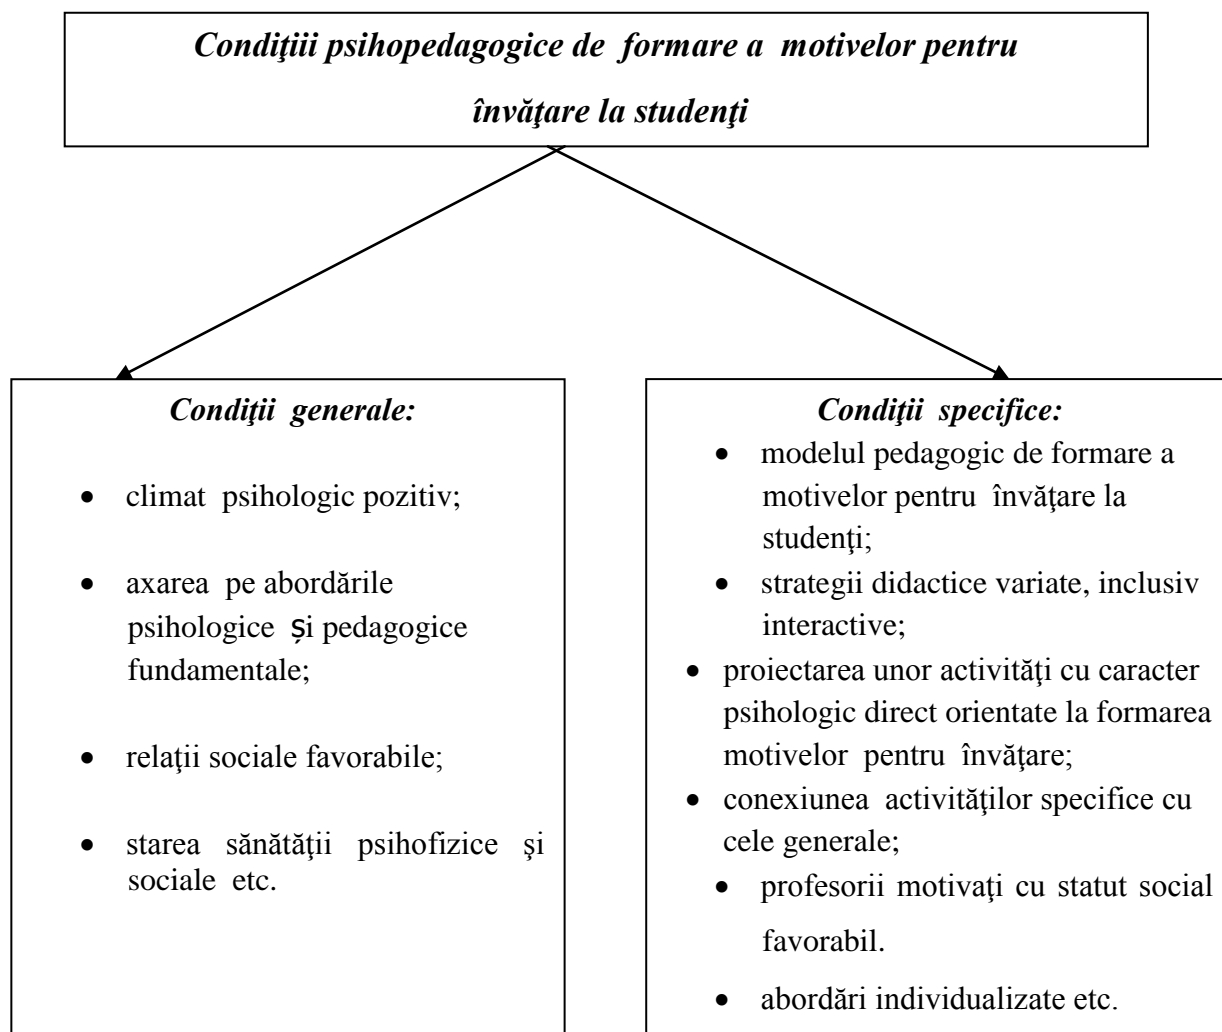 Condiţiii psihopedagogice de formare a motivelor pentru
învăţare la studenţi
Condiţii generale:
• climat psihologic pozitiv;
• axarea pe abordările
psihologice și pedagogice
fundamentale;
• relaţii sociale favorabile;
• starea sănătăţii psihofizice şi
sociale etc.
Condiţii specifice:
• modelul pedagogic de formare a
motivelor pentru învăţare la
studenţi;
• strategii didactice variate, inclusiv
interactive;
• proiectarea unor activităţi cu caracter
psihologic direct orientate la formarea
motivelor pentru învăţare;
• conexiunea activităţilor specifice cu
cele generale;
• profesorii motivaţi cu statut social
favorabil.
• abordări individualizate etc.